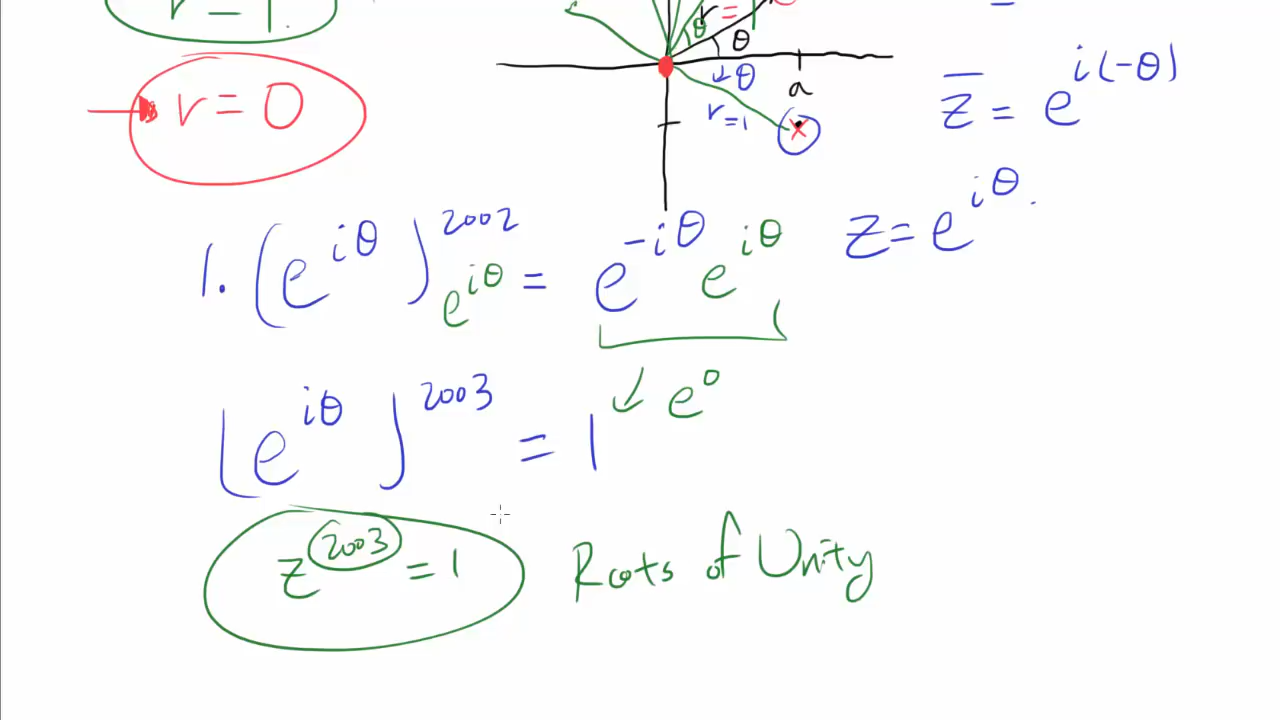 r = 1
r = 1
θ
θ
θ
a
r=1
r = 0
z̅ = e^{i(-θ)}
z = e^{iθ}.
1. (e^{iθ})^{2002} e^{iθ} = e^{-iθ} e^{iθ}
[e^{iθ}]^{2003} = 1
e^0
z^{2003} = 1
Roots of Unity